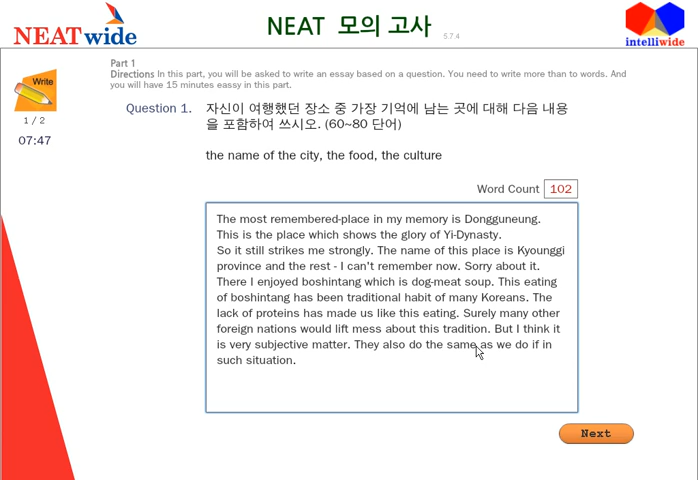 NEATwide
NEAT 모의 고사
5.7.4
intelliwide
Part 1
Directions In this part, you will be asked to write an essay based on a question. You need to write more than to words. And
you will have 15 minutes eassy in this part.
Write
1 / 2
07:47
Question 1. 자신이 여행했던 장소 중 가장 기억에 남는 곳에 대해 다음 내용
을 포함하여 쓰시오. (60~80 단어)
the name of the city, the food, the culture
Word Count 102
The most remembered-place in my memory is Dongguneung.
This is the place which shows the glory of Yi-Dynasty.
So it still strikes me strongly. The name of this place is Kyounggi
province and the rest - I can't remember now. Sorry about it.
There I enjoyed boshintang which is dog-meat soup. This eating
of boshintang has been traditional habit of many Koreans. The
lack of proteins has made us like this eating. Surely many other
foreign nations would lift mess about this tradition. But I think it
is very subjective matter. They also do the same as we do if in
such situation.
Next